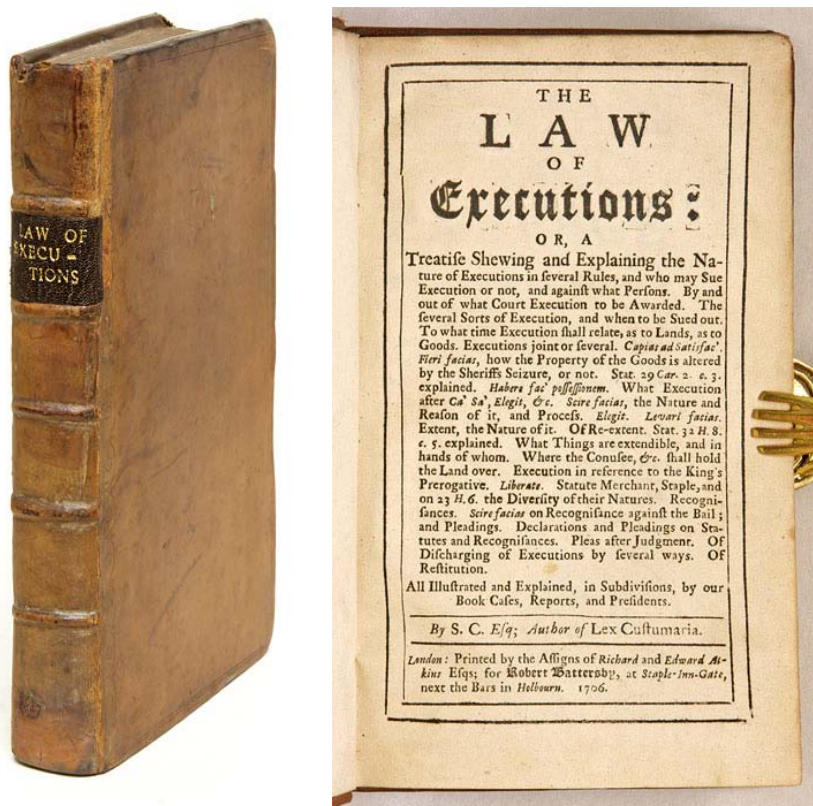 LAW OF
EXECU -
TIONS
THE
LAW
OF
Executions:
OR, A
Treatiſe Shewing and Explaining the Na-
ture of Executions in ſeveral Rules, and who may Sue
Execution or not, and againſt what Perſons. By and
out of what Court Execution to be Awarded. The
ſeveral Sorts of Execution, and when to be Sued out.
To what time Execution ſhall relate, as to Lands, as to
Goods. Executions joint or ſeveral. Capias ad Satisfac'.
Fieri facias, how the Property of the Goods is altered
by the Sheriffs Seizure, or not. Stat. 29 Car. 2. c. 3.
explained. Habere fac' poſſeſſionem. What Execution
after Ca' Sa', Elegit, &c. Scire facias, the Nature and
Reaſon of it, and Proceſs. Elegit. Levari facias.
Extent, the Nature of it. Of Re-extent. Stat. 32 H. 8.
c. 5. explained. What Things are extendible, and in
hands of whom. Where the Conuſee, &c. ſhall hold
the Land over. Execution in reference to the King's
Prerogative. Liberate. Statute Merchant, Staple, and
on 23 H. 6. the Diverſity of their Natures. Recogni-
ſances. Scire facias on Recogniſance againſt the Bail;
and Pleadings. Declarations and Pleadings on Sta-
tutes and Recogniſances. Pleas after Judgment. Of
Diſcharging of Executions by ſeveral ways. Of
Reſtitution.
All Illuſtrated and Explained, in Subdiviſions, by our
Book Caſes, Reports, and Preſidents.
By S. C. Eſq; Author of Lex Cuſtumaria.
London: Printed by the Aſſigns of Richard and Edward At-
kins Eſqs; for Robert Battersby, at Staple-Inn-Gate,
next the Bars in Holbourn. 1706.